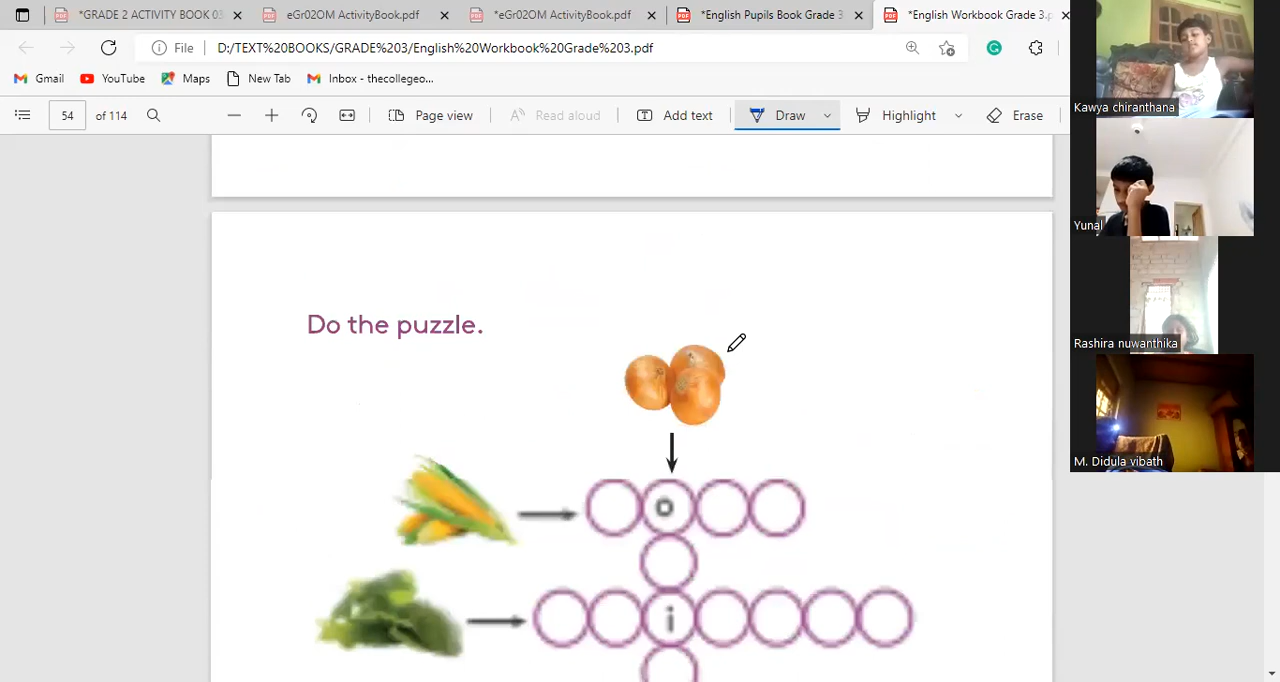 *GRADE 2 ACTIVITY BOOK 05
eGr02OM ActivityBook.pdf
*eGr02OM ActivityBook.pdf
*English Pupils Book Grade 3
*English Workbook Grade 3.p
File
D:/TEXT%20BOOKS/GRADE%203/English%20Workbook%20Grade%203.pdf
Gmail
YouTube
Maps
New Tab
Inbox - thecollegeo...
54
of 114
Page view
Read aloud
Add text
Draw
Highlight
Erase
Kawya chiranthana
Yunal
Rashira nuwanthika
M. Didula vibath
Do the puzzle.
o
i